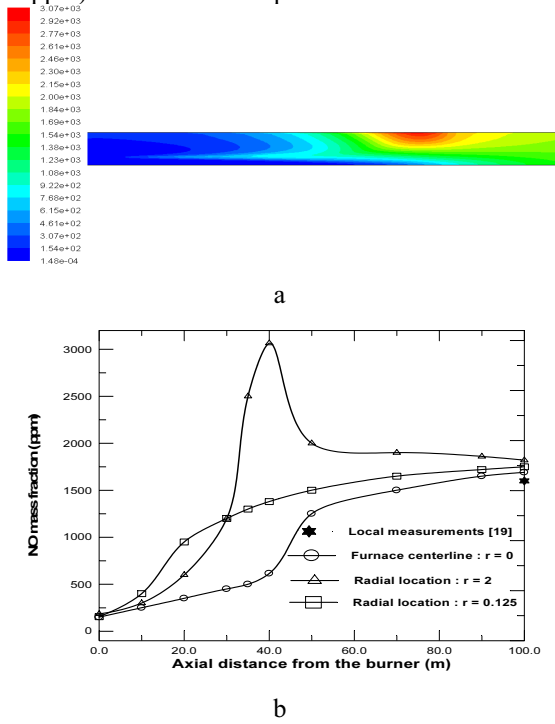 3.07e+03
2.92e+03
2.77e+03
2.61e+03
2.46e+03
2.30e+03
2.15e+03
2.00e+03
1.84e+03
1.69e+03
1.54e+03
1.38e+03
1.23e+03
1.08e+03
9.22e+02
7.68e+02
6.15e+02
4.61e+02
3.07e+02
1.54e+02
1.48e-04
a
NO mass fraction (ppm)
3000
2500
2000
1500
1000
500
0
Local measurements [19]
Furnace centerline : r = 0
Radial location : r = 2
Radial location : r = 0.125
0.0 20.0 40.0 60.0 80.0 100.0
Axial distance from the burner (m)
b